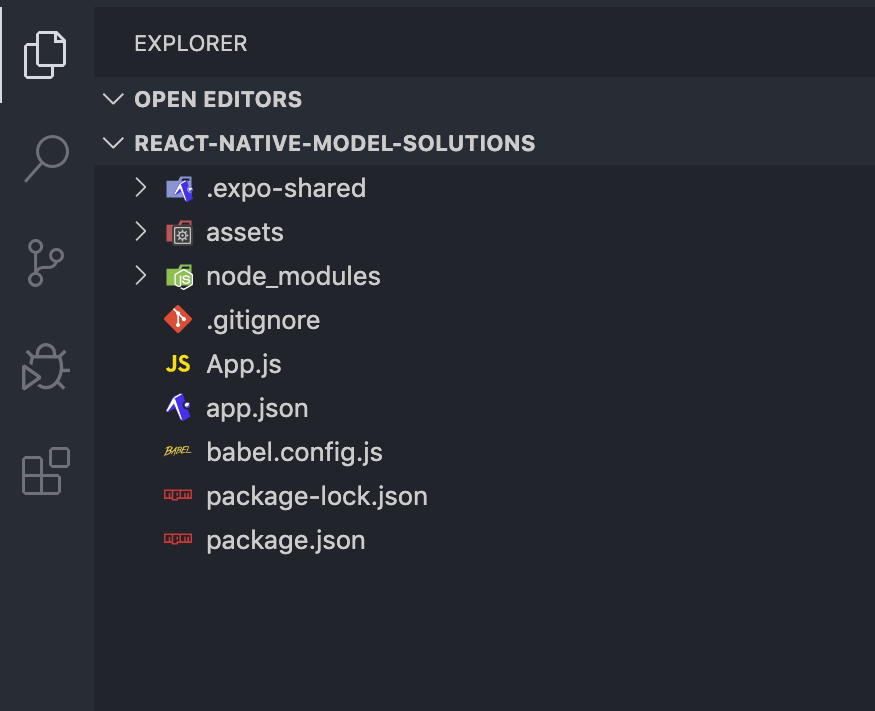 EXPLORER
OPEN EDITORS
REACT-NATIVE-MODEL-SOLUTIONS
.expo-shared
assets
JS node_modules
.gitignore
JS App.js
app.json
BABEL babel.config.js
npm package-lock.json
npm package.json